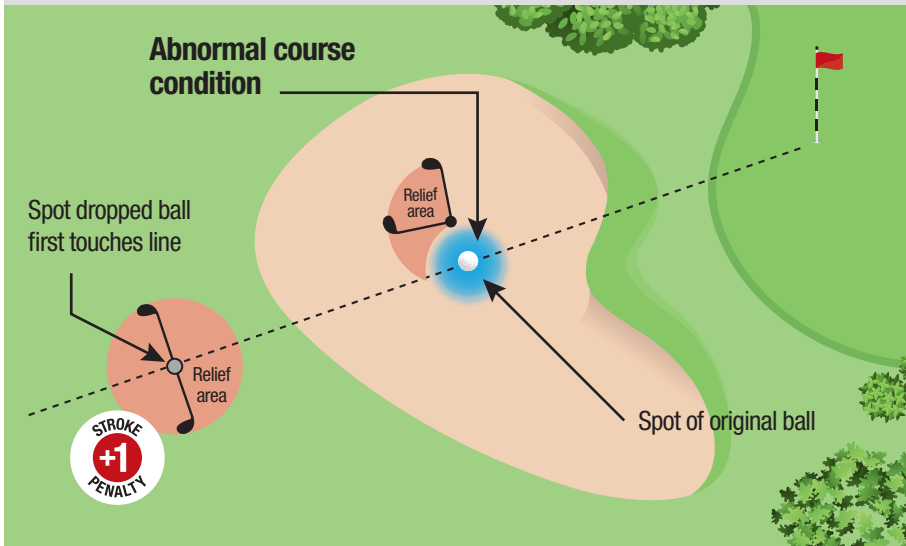 Abnormal course
condition
Relief
area
Spot dropped ball
first touches line
Relief
area
STROKE
+1
PENALTY
Spot of original ball